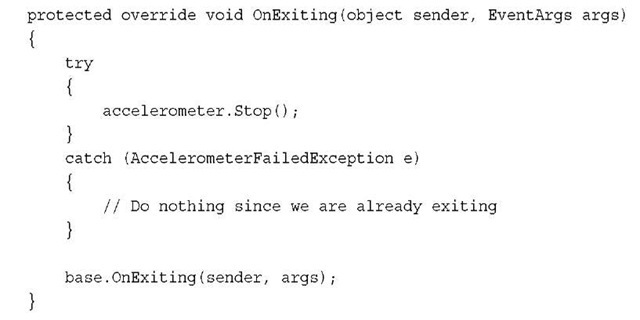 protected override void OnExiting(object sender, EventArgs args)
{
    try
    {
        accelerometer.Stop();
    }
    catch (AccelerometerFailedException e)
    {
        // Do nothing since we are already exiting
    }

    base.OnExiting(sender, args);
}